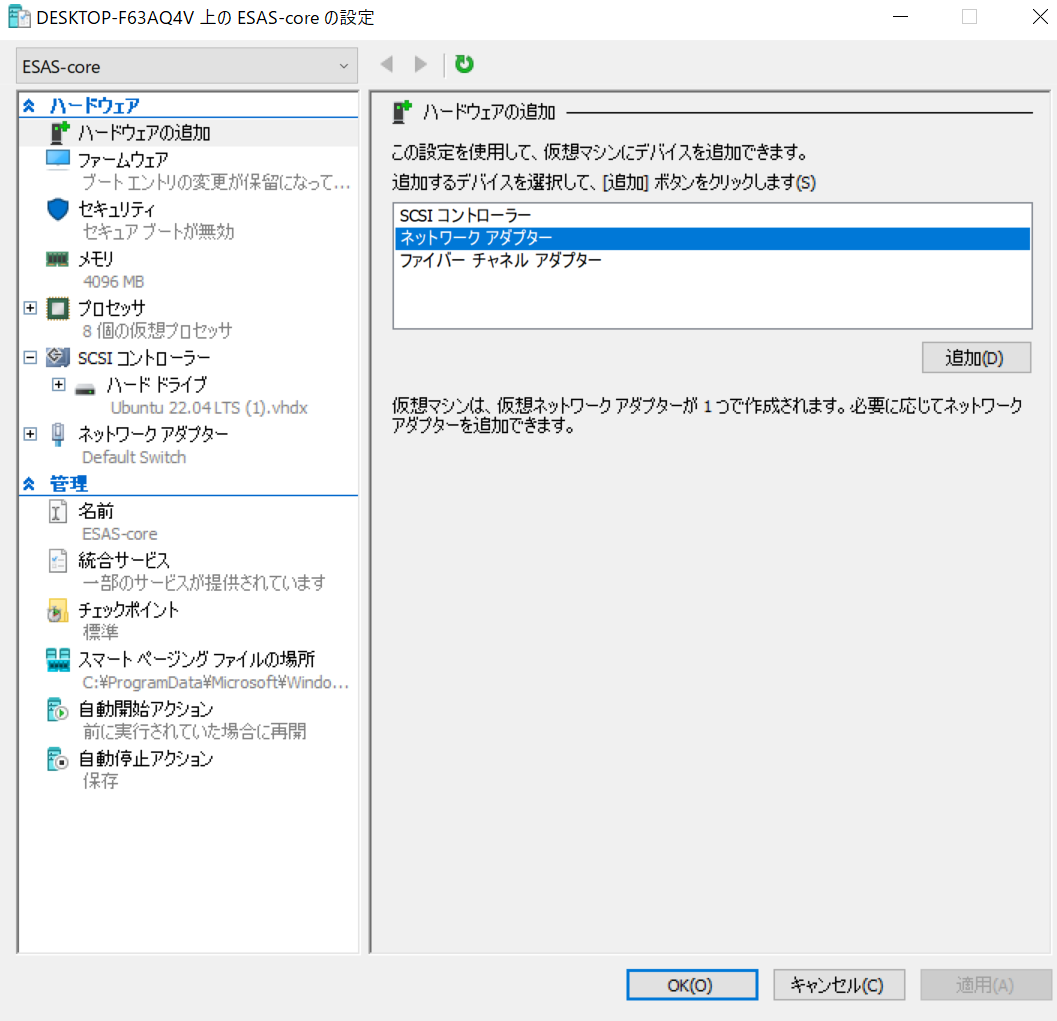 DESKTOP-F63AQ4V 上の ESAS-core の設定
ESAS-core
ハードウェア
ハードウェアの追加
ファームウェア
ブート エントリの変更が保留になって...
セキュリティ
セキュア ブートが無効
メモリ
4096 MB
プロセッサ
8 個の仮想プロセッサ
SCSI コントローラー
ハード ドライブ
Ubuntu 22.04 LTS (1).vhdx
ネットワーク アダプター
Default Switch
管理
名前
ESAS-core
統合サービス
一部のサービスが提供されています
チェックポイント
標準
スマート ページング ファイルの場所
C:¥ProgramData¥Microsoft¥Windo...
自動開始アクション
前に実行されていた場合に再開
自動停止アクション
保存
ハードウェアの追加
この設定を使用して、仮想マシンにデバイスを追加できます。
追加するデバイスを選択して、[追加] ボタンをクリックします(S)
SCSI コントローラー
ネットワーク アダプター
ファイバー チャネル アダプター
追加(D)
仮想マシンは、仮想ネットワーク アダプターが 1 つで作成されます。必要に応じてネットワーク
アダプターを追加できます。
OK(O)
キャンセル(C)
適用(A)